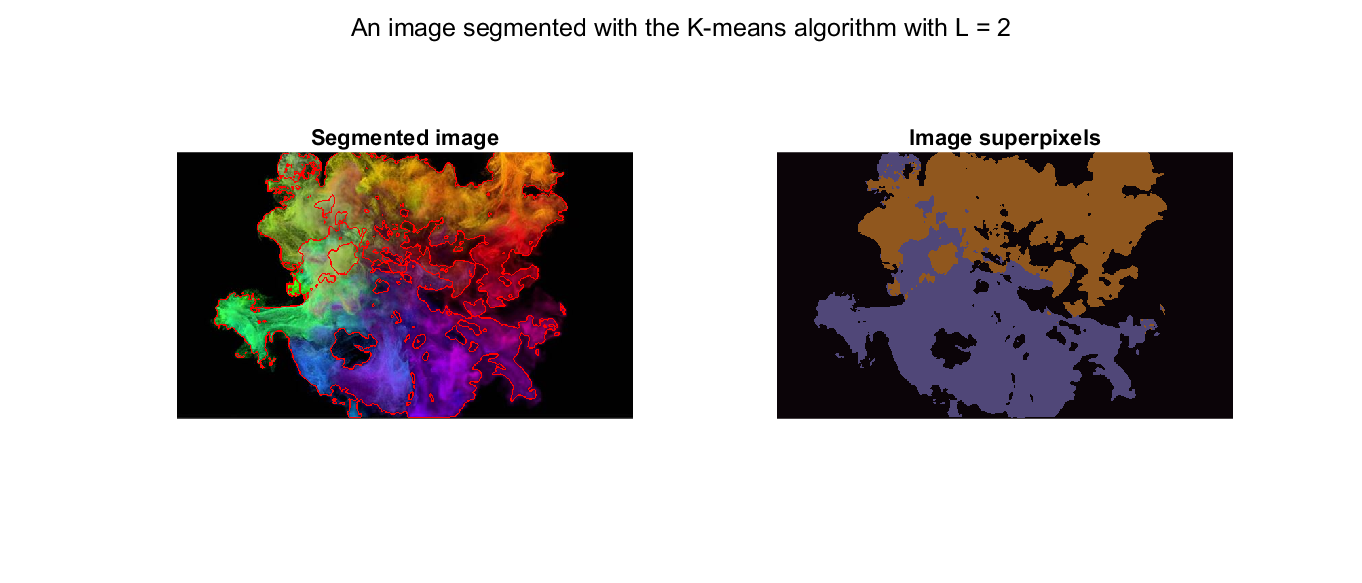 An image segmented with the K-means algorithm with L = 2
Segmented image
Image superpixels